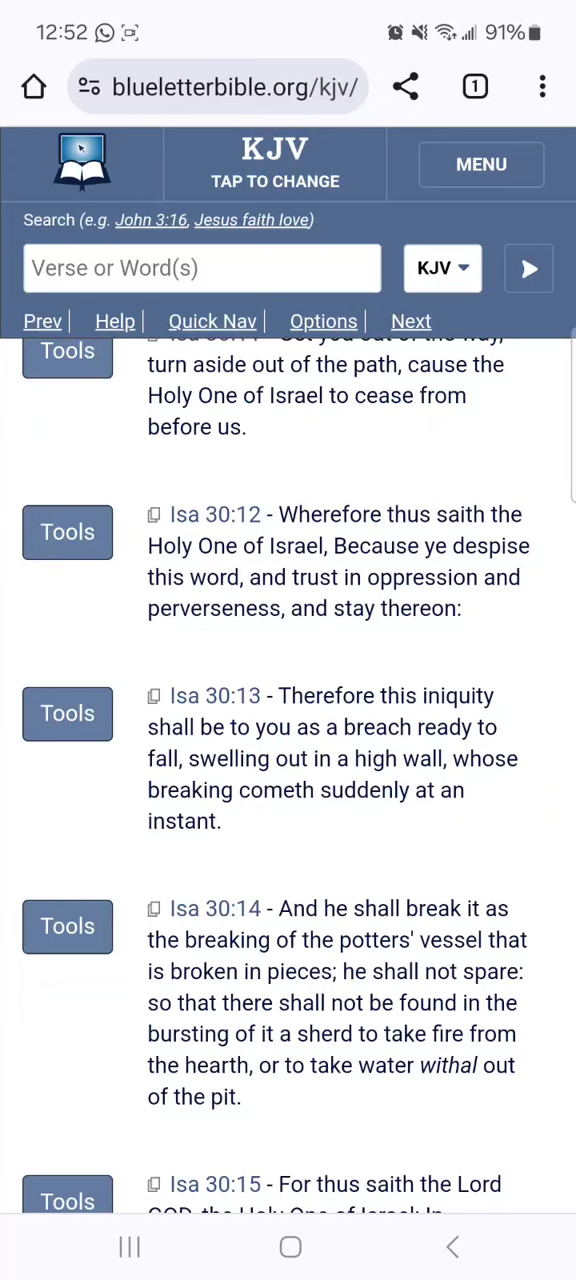 12:52 91%
blueletterbible.org/kjv/ 1
KJV
TAP TO CHANGE
MENU
Search (e.g. John 3:16, Jesus faith love)
Verse or Word(s) KJV
Prev Help Quick Nav Options Next
Tools
turn aside out of the path, cause the
Holy One of Israel to cease from
before us.
Tools
Isa 30:12 - Wherefore thus saith the
Holy One of Israel, Because ye despise
this word, and trust in oppression and
perverseness, and stay thereon:
Tools
Isa 30:13 - Therefore this iniquity
shall be to you as a breach ready to
fall, swelling out in a high wall, whose
breaking cometh suddenly at an
instant.
Tools
Isa 30:14 - And he shall break it as
the breaking of the potters' vessel that
is broken in pieces; he shall not spare:
so that there shall not be found in the
bursting of it a sherd to take fire from
the hearth, or to take water withal out
of the pit.
Tools
Isa 30:15 - For thus saith the Lord